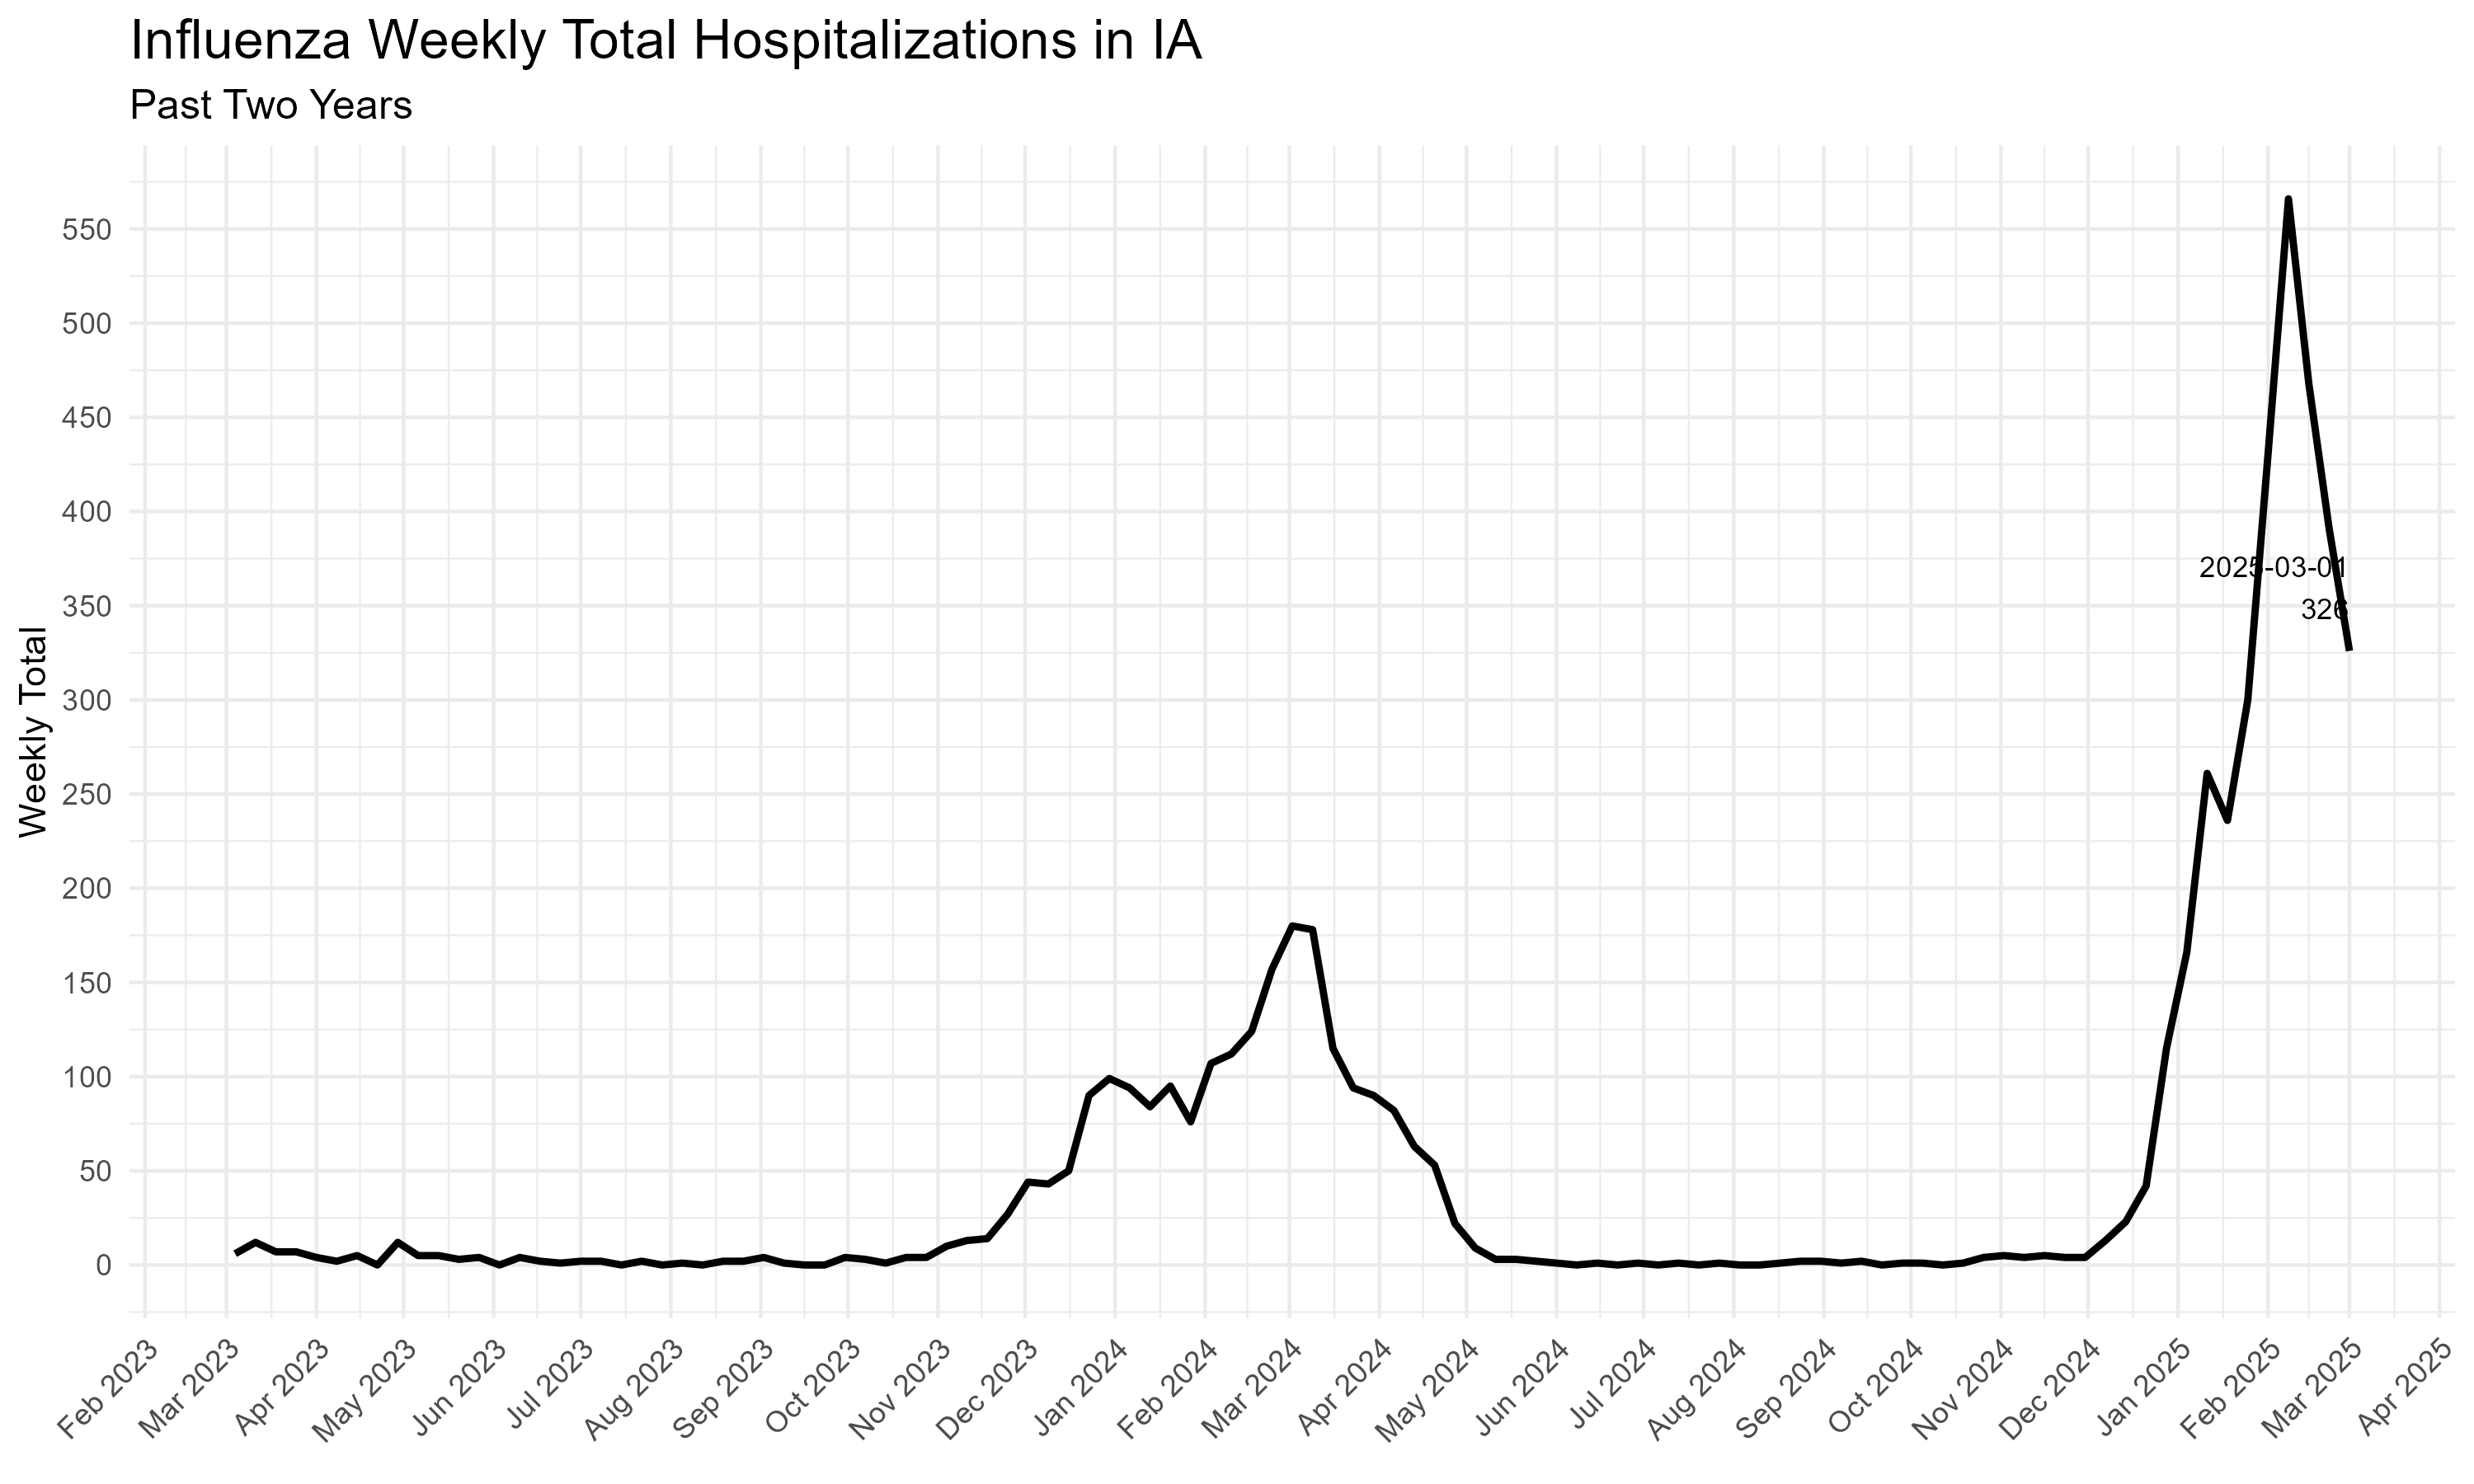 Influenza Weekly Total Hospitalizations in IA
Past Two Years
Weekly Total
550
500
450
400
350
300
250
200
150
100
50
0
2025-03-01
326
Feb 2023
Mar 2023
Apr 2023
May 2023
Jun 2023
Jul 2023
Aug 2023
Sep 2023
Oct 2023
Nov 2023
Dec 2023
Jan 2024
Feb 2024
Mar 2024
Apr 2024
May 2024
Jun 2024
Jul 2024
Aug 2024
Sep 2024
Oct 2024
Nov 2024
Dec 2024
Jan 2025
Feb 2025
Mar 2025
Apr 2025